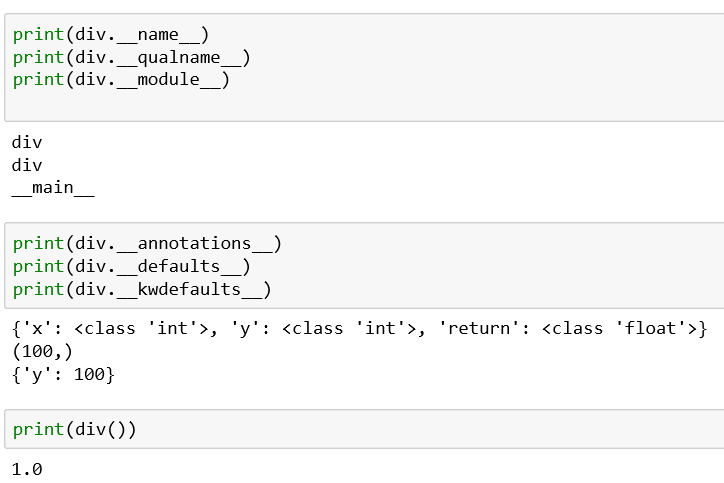 print(div.__name__)
print(div.__qualname__)
print(div.__module__)
div
div
__main__
print(div.__annotations__)
print(div.__defaults__)
print(div.__kwdefaults__)
{'x': <class 'int'>, 'y': <class 'int'>, 'return': <class 'float'>}
(100,)
{'y': 100}
print(div())
1.0